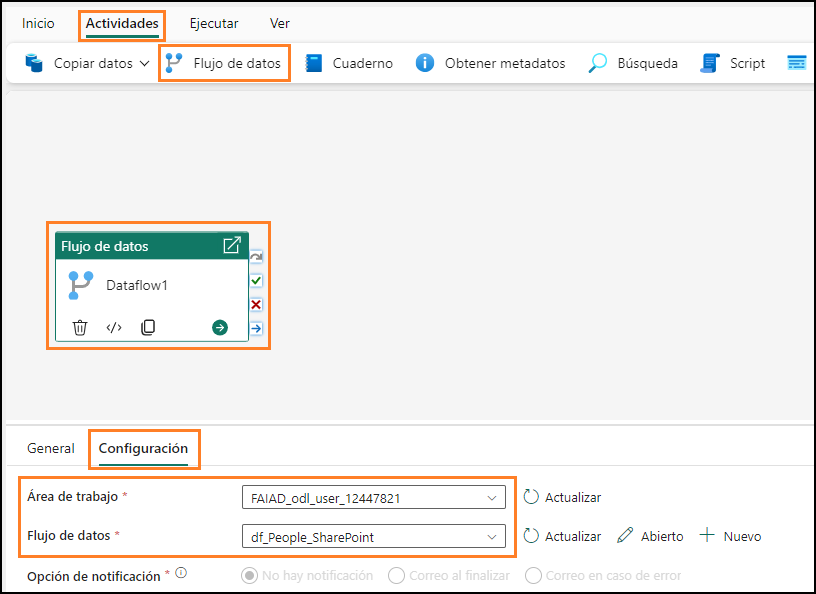 Inicio Actividades Ejecutar Ver
Copiar datos Flujo de datos Cuaderno Obtener metadatos Búsqueda Script
Flujo de datos
Dataflow1
General Configuración
Área de trabajo * FAIAD_odl_user_12447821 Actualizar
Flujo de datos * df_People_SharePoint Actualizar Abierto Nuevo
Opción de notificación * No hay notificación Correo al finalizar Correo en caso de error